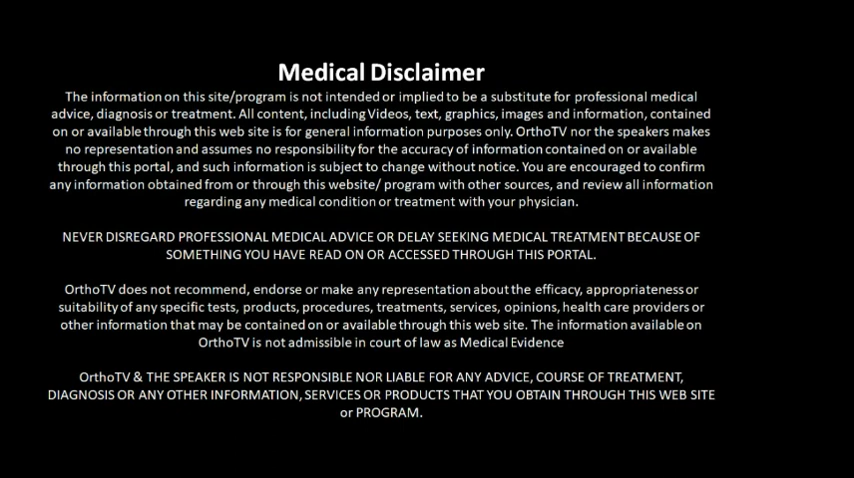 Medical Disclaimer
The information on this site/program is not intended or implied to be a substitute for professional medical
advice, diagnosis or treatment. All content, including Videos, text, graphics, images and information, contained
on or available through this web site is for general information purposes only. OrthoTV nor the speakers makes
no representation and assumes no responsibility for the accuracy of information contained on or available
through this portal, and such information is subject to change without notice. You are encouraged to confirm
any information obtained from or through this website/ program with other sources, and review all information
regarding any medical condition or treatment with your physician.
NEVER DISREGARD PROFESSIONAL MEDICAL ADVICE OR DELAY SEEKING MEDICAL TREATMENT BECAUSE OF
SOMETHING YOU HAVE READ ON OR ACCESSED THROUGH THIS PORTAL.
OrthoTV does not recommend, endorse or make any representation about the efficacy, appropriateness or
suitability of any specific tests, products, procedures, treatments, services, opinions, health care providers or
other information that may be contained on or available through this web site. The information available on
OrthoTV is not admissible in court of law as Medical Evidence
OrthoTV & THE SPEAKER IS NOT RESPONSIBLE NOR LIABLE FOR ANY ADVICE, COURSE OF TREATMENT,
DIAGNOSIS OR ANY OTHER INFORMATION, SERVICES OR PRODUCTS THAT YOU OBTAIN THROUGH THIS WEB SITE
or PROGRAM.